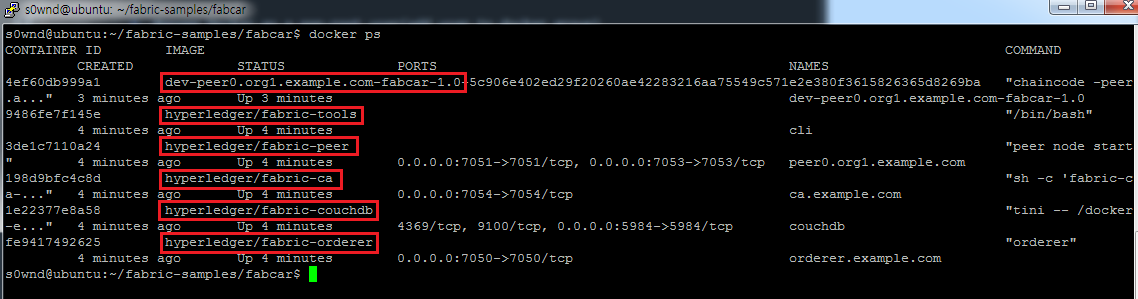 s0wnd@ubuntu: ~/fabric-samples/fabcar
s0wnd@ubuntu:~/fabric-samples/fabcar$ docker ps
CONTAINER ID        IMAGE                                                                                                  COMMAND
         CREATED             STATUS              PORTS                                            NAMES
4ef60db999a1        dev-peer0.org1.example.com-fabcar-1.0-5c906e402ed29f20260ae42283216aa75549c571e2e380f3615826365d8269ba   "chaincode -peer
.a…"   3 minutes ago       Up 3 minutes                                                         dev-peer0.org1.example.com-fabcar-1.0
9486fe7f145e        hyperledger/fabric-tools                                                                               "/bin/bash"
         4 minutes ago       Up 4 minutes                                                         cli
3de1c7110a24        hyperledger/fabric-peer                                                                                "peer node start
"        4 minutes ago       Up 4 minutes        0.0.0.0:7051->7051/tcp, 0.0.0.0:7053->7053/tcp   peer0.org1.example.com
198d9bfc4c8d        hyperledger/fabric-ca                                                                                  "sh -c 'fabric-c
a-…"   4 minutes ago       Up 4 minutes        0.0.0.0:7054->7054/tcp                           ca.example.com
1e22377e8a58        hyperledger/fabric-couchdb                                                                             "tini -- /docker
-e…"   4 minutes ago       Up 4 minutes        4369/tcp, 9100/tcp, 0.0.0.0:5984->5984/tcp       couchdb
fe9417492625        hyperledger/fabric-orderer                                                                             "orderer"
         4 minutes ago       Up 4 minutes        0.0.0.0:7050->7050/tcp                           orderer.example.com
s0wnd@ubuntu:~/fabric-samples/fabcar$